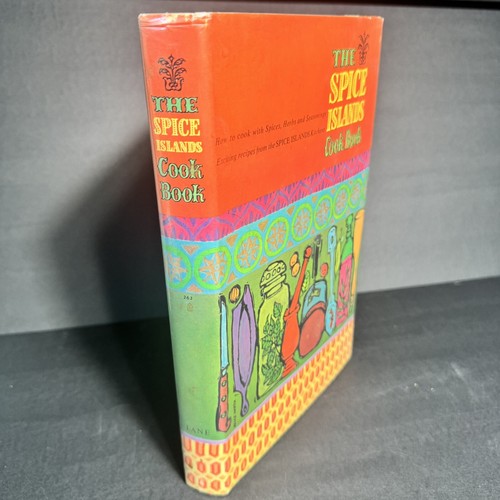 THE
SPICE
ISLANDS
Cook
Book
LANE
THE
SPICE
ISLANDS
Cook Book
How to cook with Spices, Herbs and Seasonings
Exciting recipes from the SPICE ISLANDS Kitchens